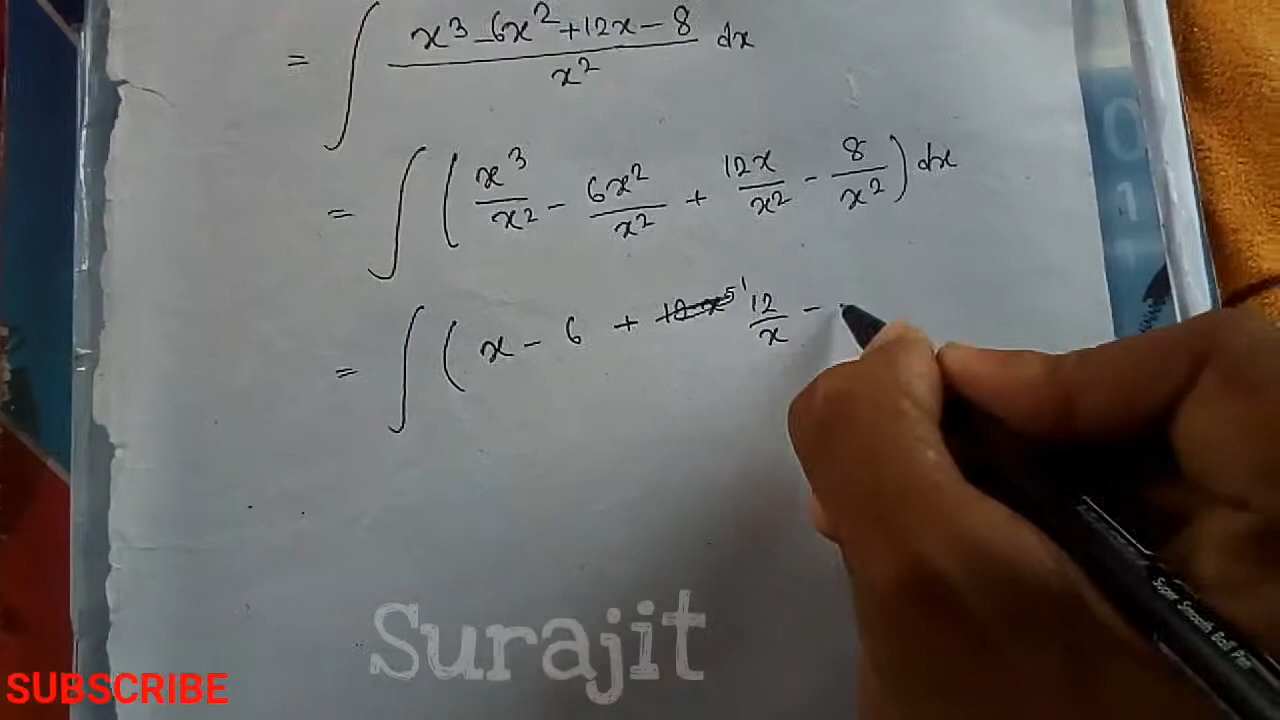 = ∫ x³ - 6x² + 12x - 8 / x² dx
= ∫ ( x³/x² - 6x²/x² + 12x/x² - 8/x² ) dx
= ∫ ( x - 6 + 12/x -
Surajit
SUBSCRIBE